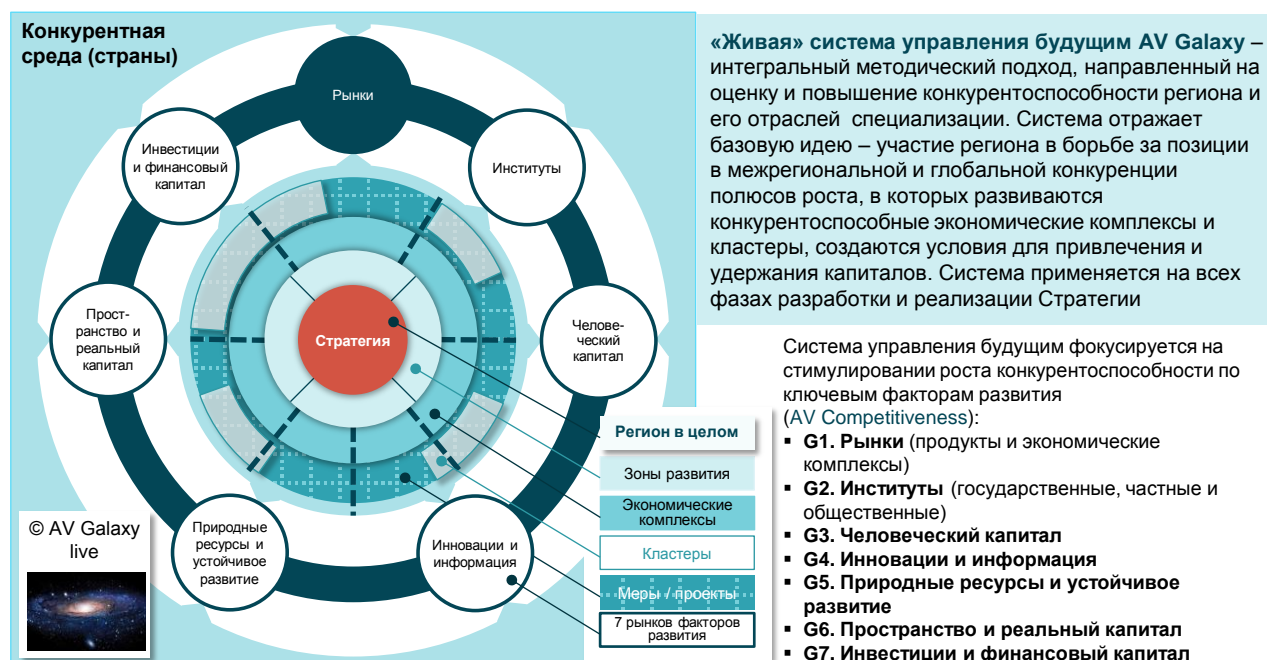 Конкурентная
среда (страны)
Рынки
Инвестиции
и финансовый
капитал
Институты
Прост-
ранство и
реальный
капитал
Стратегия
Челове-
ческий
капитал
Природные
ресурсы и
устойчивое
развитие
Инновации и
информация
© AV Galaxy
live
Регион в целом
Зоны развития
Экономические
комплексы
Кластеры
Меры / проекты
7 рынков факторов
развития
«Живая» система управления будущим AV Galaxy –
интегральный методический подход, направленный на
оценку и повышение конкурентоспособности региона и
его отраслей специализации. Система отражает
базовую идею – участие региона в борьбе за позиции
в межрегиональной и глобальной конкуренции
полюсов роста, в которых развиваются
конкурентоспособные экономические комплексы и
кластеры, создаются условия для привлечения и
удержания капиталов. Система применяется на всех
фазах разработки и реализации Стратегии
Система управления будущим фокусируется на
стимулировании роста конкурентоспособности по
ключевым факторам развития
(AV Competitiveness):
▪ G1. Рынки (продукты и экономические
комплексы)
▪ G2. Институты (государственные, частные и
общественные)
▪ G3. Человеческий капитал
▪ G4. Инновации и информация
▪ G5. Природные ресурсы и устойчивое
развитие
▪ G6. Пространство и реальный капитал
▪ G7. Инвестиции и финансовый капитал